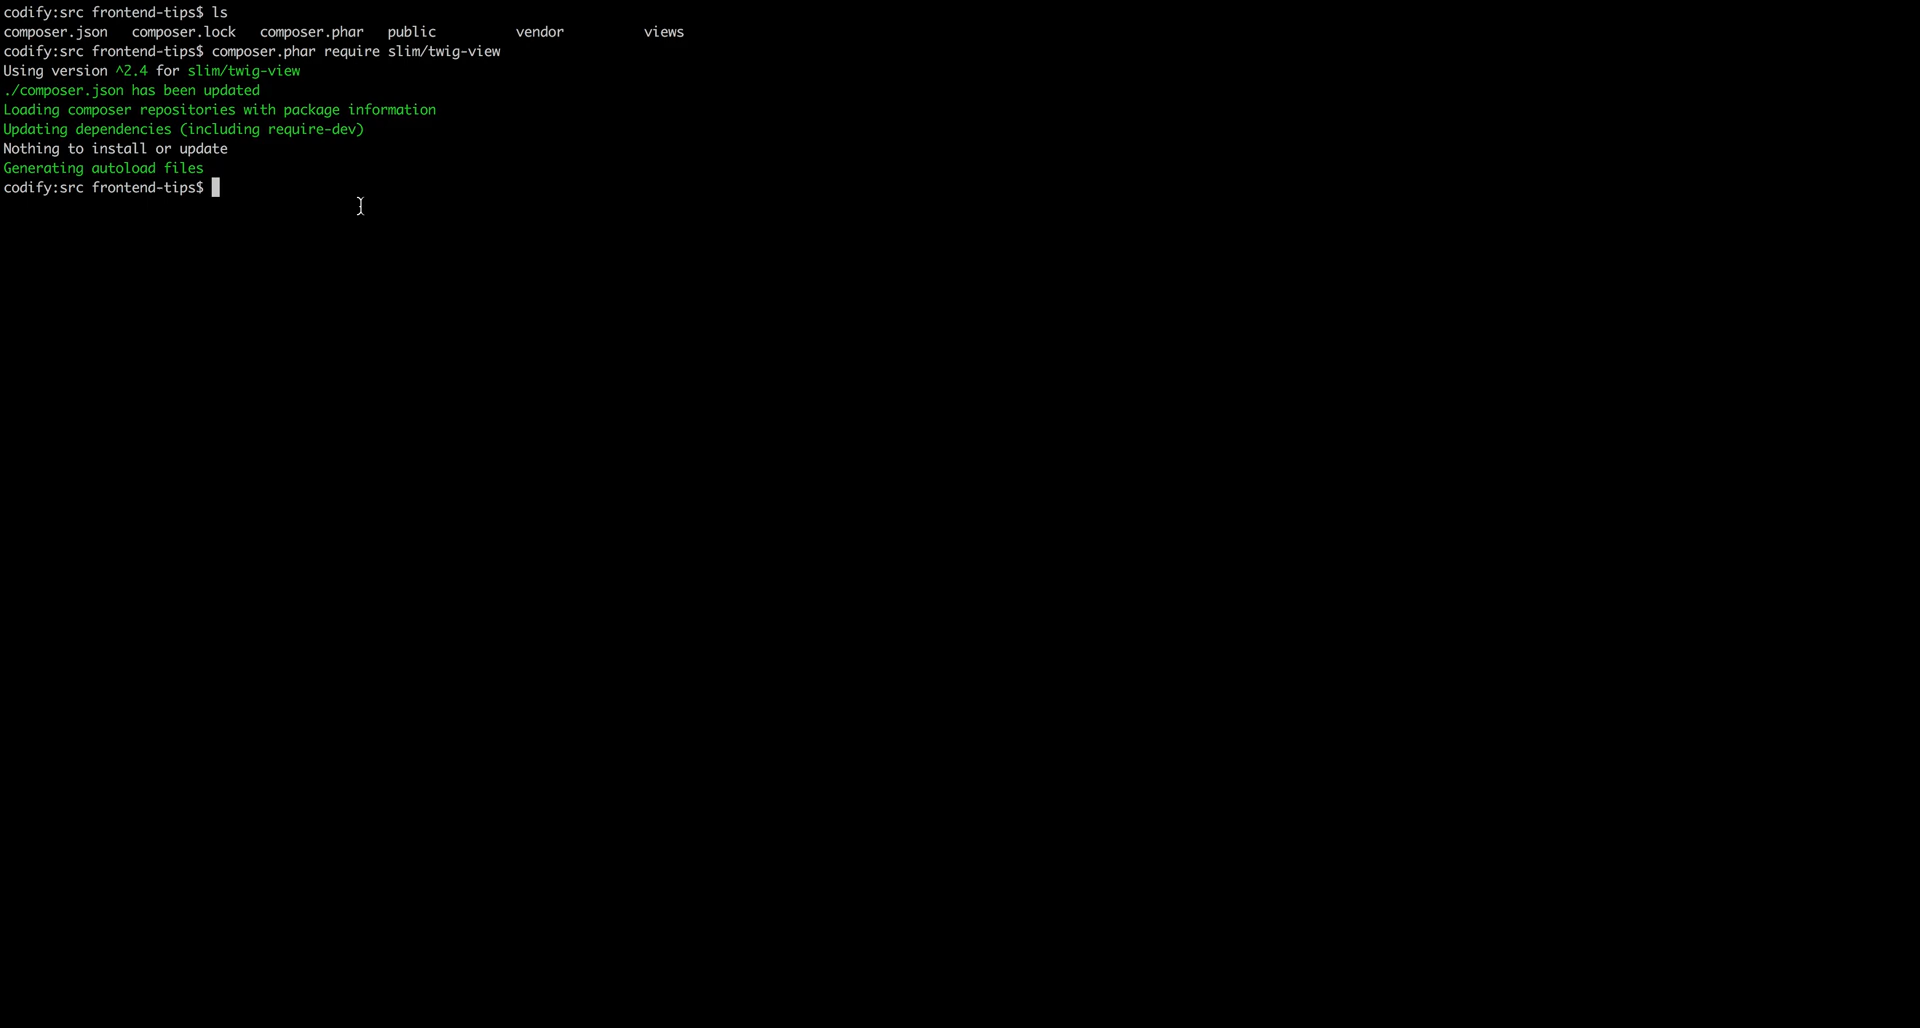 codify:src frontend-tips$ ls
composer.json   composer.lock   composer.phar   public          vendor          views
codify:src frontend-tips$ composer.phar require slim/twig-view
Using version ^2.4 for slim/twig-view
./composer.json has been updated
Loading composer repositories with package information
Updating dependencies (including require-dev)
Nothing to install or update
Generating autoload files
codify:src frontend-tips$